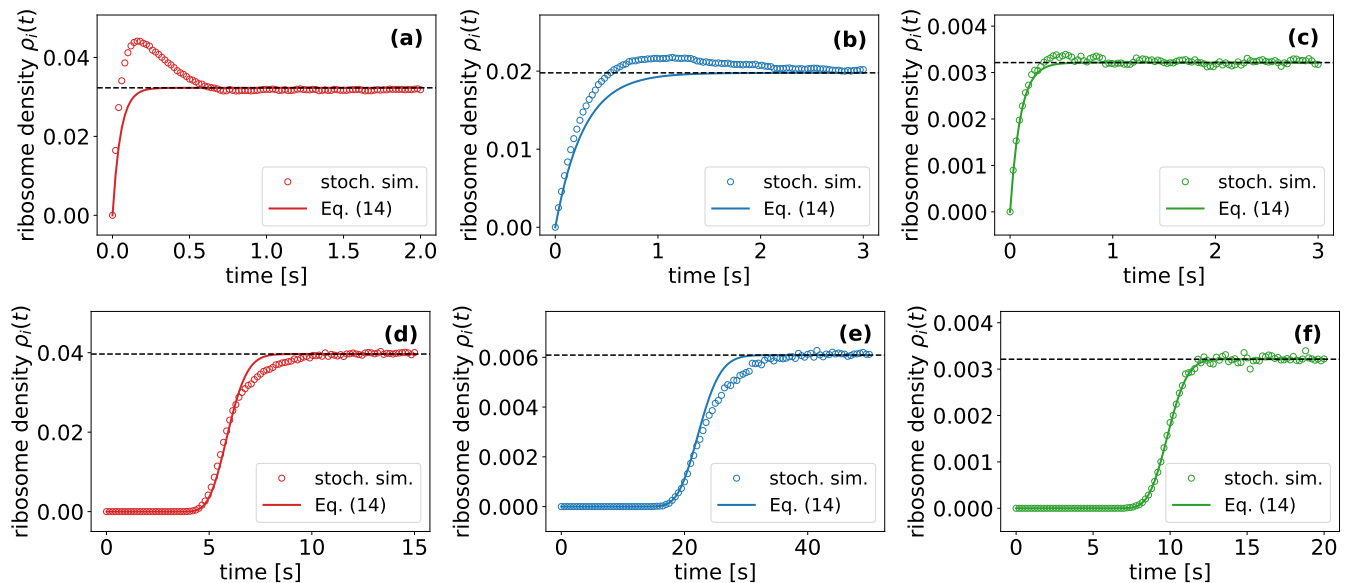 (a)
ribosome density ρᵢ(t)
0.04
0.02
0.00
stoch. sim.
Eq. (14)
0.0 0.5 1.0 1.5 2.0
time [s]
(b)
ribosome density ρᵢ(t)
0.02
0.01
0.00
stoch. sim.
Eq. (14)
0 1 2 3
time [s]
(c)
ribosome density ρᵢ(t)
0.004
0.003
0.002
0.001
0.000
stoch. sim.
Eq. (14)
0 1 2 3
time [s]
(d)
ribosome density ρᵢ(t)
0.04
0.02
0.00
stoch. sim.
Eq. (14)
0 5 10 15
time [s]
(e)
ribosome density ρᵢ(t)
0.006
0.004
0.002
0.000
stoch. sim.
Eq. (14)
0 20 40
time [s]
(f)
ribosome density ρᵢ(t)
0.004
0.003
0.002
0.001
0.000
stoch. sim.
Eq. (14)
0 5 10 15 20
time [s]